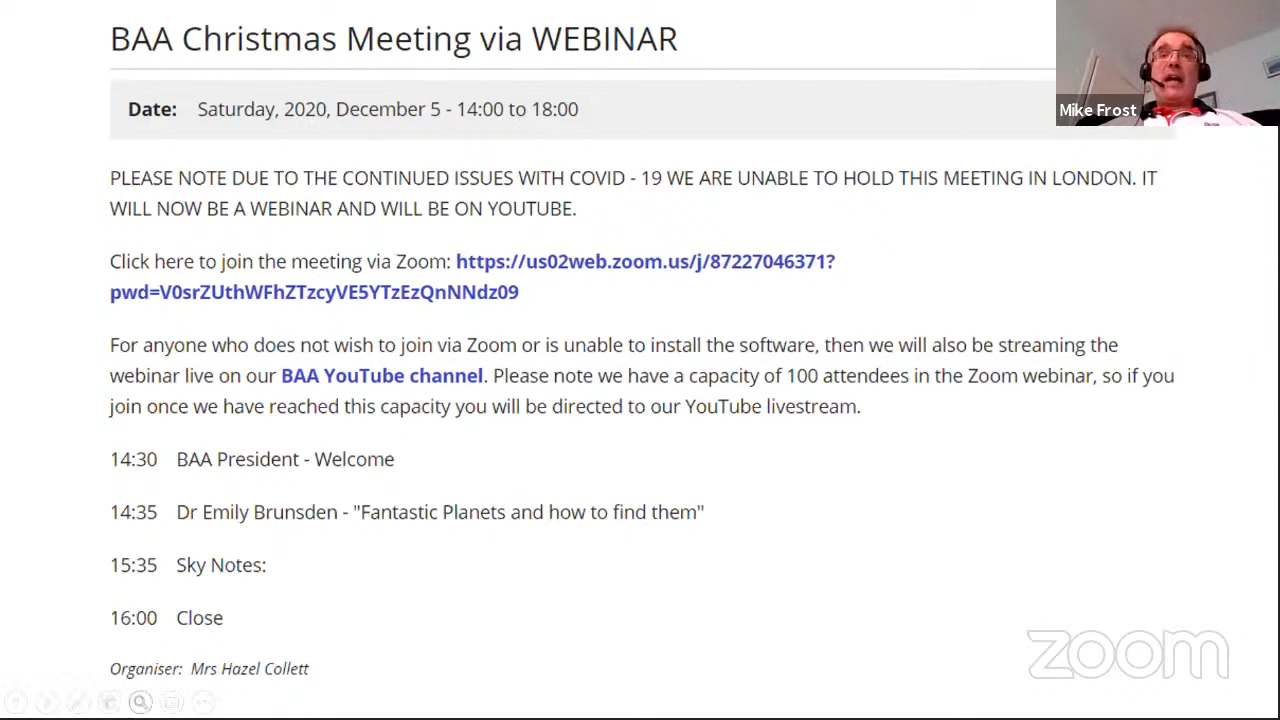 BAA Christmas Meeting via WEBINAR
Mike Frost
Date: Saturday, 2020, December 5 - 14:00 to 18:00
PLEASE NOTE DUE TO THE CONTINUED ISSUES WITH COVID - 19 WE ARE UNABLE TO HOLD THIS MEETING IN LONDON. IT
WILL NOW BE A WEBINAR AND WILL BE ON YOUTUBE.
Click here to join the meeting via Zoom: https://us02web.zoom.us/j/87227046371?
pwd=V0srZUthWFhZTzcyVE5YTzEzQnNNdz09
For anyone who does not wish to join via Zoom or is unable to install the software, then we will also be streaming the
webinar live on our BAA YouTube channel. Please note we have a capacity of 100 attendees in the Zoom webinar, so if you
join once we have reached this capacity you will be directed to our YouTube livestream.
14:30 BAA President - Welcome
14:35 Dr Emily Brunsden - "Fantastic Planets and how to find them"
15:35 Sky Notes:
16:00 Close
Organiser: Mrs Hazel Collett
zoom